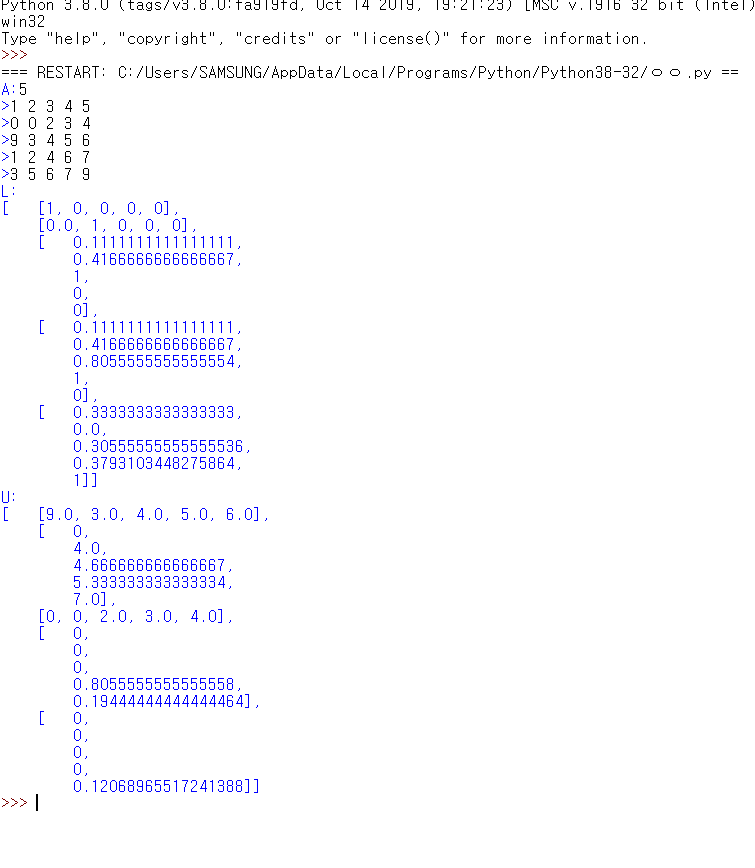 Python 3.8.0 (tags/v3.8.0:fa919fd, Oct 14 2019, 19:21:23) [MSC v.1916 32 bit (Intel)
win32
Type "help", "copyright", "credits" or "license()" for more information.
>>>
=== RESTART: C:/Users/SAMSUNG/AppData/Local/Programs/Python/Python38-32/ㅇㅇ.py ==
A:5
>1 2 3 4 5
>0 0 2 3 4
>9 3 4 5 6
>1 2 4 6 7
>3 5 6 7 9
L:
[   [1, 0, 0, 0, 0],
    [0.0, 1, 0, 0, 0],
    [   0.1111111111111111,
        0.4166666666666667,
        1,
        0,
        0],
    [   0.1111111111111111,
        0.4166666666666667,
        0.8055555555555554,
        1,
        0],
    [   0.3333333333333333,
        0.0,
        0.30555555555555536,
        0.3793103448275864,
        1]]
U:
[   [9.0, 3.0, 4.0, 5.0, 6.0],
    [   0,
        4.0,
        4.666666666666667,
        5.333333333333334,
        7.0],
    [0, 0, 2.0, 3.0, 4.0],
    [   0,
        0,
        0,
        0.8055555555555558,
        0.19444444444444464],
    [   0,
        0,
        0,
        0,
        0.12068965517241388]]
>>>